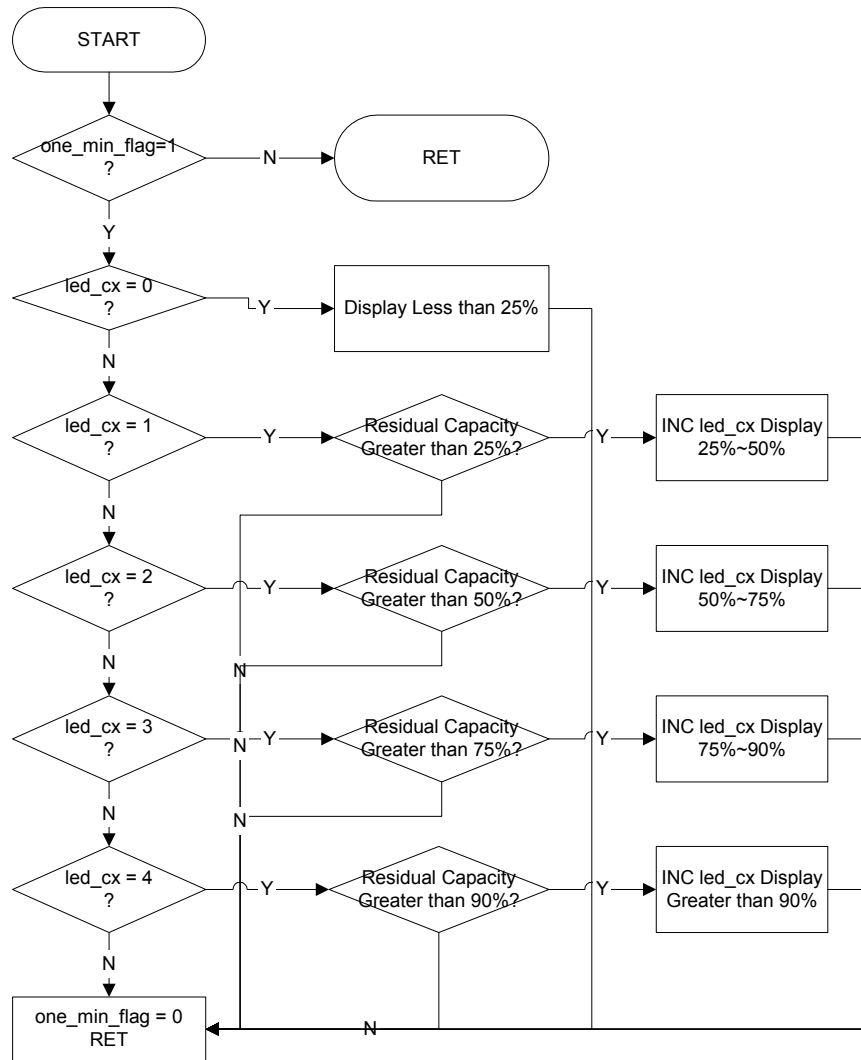 START
one_min_flag=1
?
N
RET
Y
led_cx = 0
?
Y
Display Less than 25%
N
led_cx = 1
?
Y
Residual Capacity
Greater than 25%?
Y
INC led_cx Display
25%~50%
N
led_cx = 2
?
Y
Residual Capacity
Greater than 50%?
Y
INC led_cx Display
50%~75%
N
N
led_cx = 3
?
N
Y
Residual Capacity
Greater than 75%?
Y
INC led_cx Display
75%~90%
N
N
led_cx = 4
?
Y
Residual Capacity
Greater than 90%?
Y
INC led_cx Display
Greater than 90%
N
one_min_flag = 0
RET
N